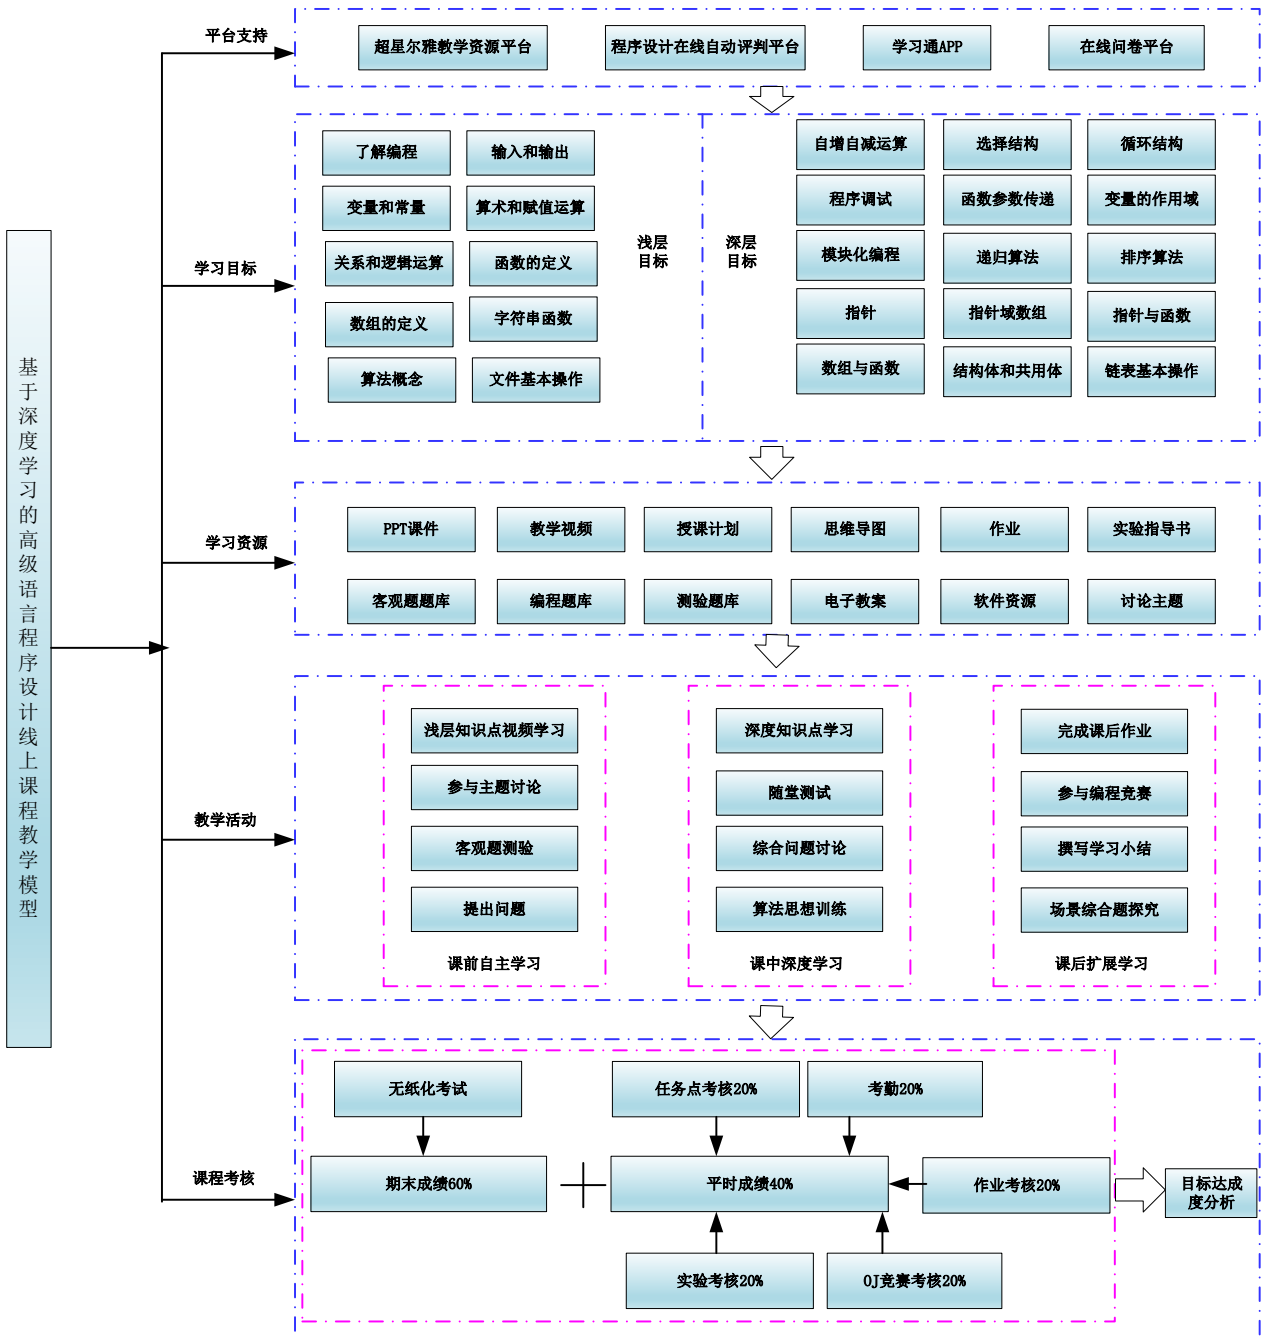 基于深度学习的高级语言程序设计线上课程教学模型
平台支持
超星尔雅教学资源平台
程序设计在线自动评判平台
学习通APP
在线问卷平台
学习目标
了解编程
输入和输出
变量和常量
算术和赋值运算
关系和逻辑运算
函数的定义
数组的定义
字符串函数
算法概念
文件基本操作
浅层
目标
深层
目标
自增自减运算
选择结构
循环结构
程序调试
函数参数传递
变量的作用域
模块化编程
递归算法
排序算法
指针
指针域数组
指针与函数
数组与函数
结构体和共用体
链表基本操作
学习资源
PPT课件
教学视频
授课计划
思维导图
作业
实验指导书
客观题题库
编程题库
测验题库
电子教案
软件资源
讨论主题
教学活动
浅层知识点视频学习
参与主题讨论
客观题测验
提出问题
课前自主学习
深度知识点学习
随堂测试
综合问题讨论
算法思想训练
课中深度学习
完成课后作业
参与编程竞赛
撰写学习小结
场景综合题探究
课后扩展学习
课程考核
无纸化考试
任务点考核20%
考勤20%
期末成绩60%
平时成绩40%
作业考核20%
实验考核20%
OJ竞赛考核20%
目标达成
度分析